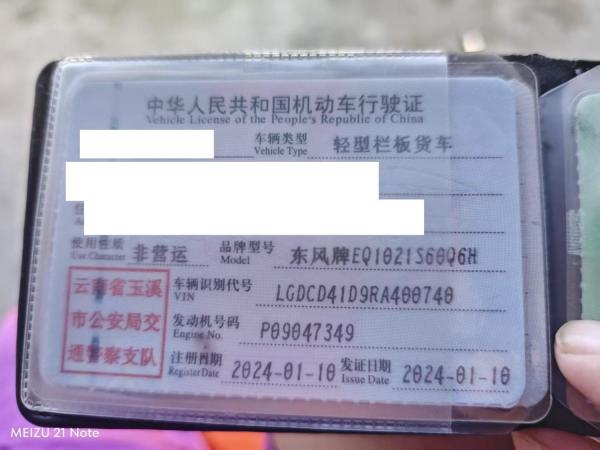 中华人民共和国机动车行驶证
Vehicle License of the People's Republic of China
车辆类型 轻型栏板货车
Vehicle Type
使用性质 非营运 品牌型号 东风牌EQ1021S60Q6H
Use Character Model
云南省玉溪
市公安局交
通警察支队
车辆识别代号 LGDCD41D9RA400740
VIN
发动机号码 P09047349
Engine No.
注册日期 2024-01-10 发证日期 2024-01-10
Register Date Issue Date
MEIZU 21 Note